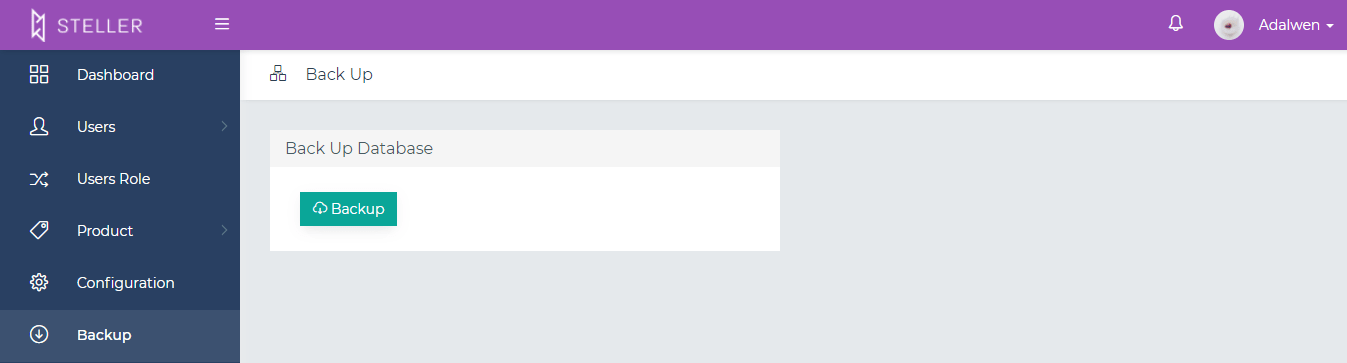 STELLER
Adalwen
Dashboard
Users
Users Role
Product
Configuration
Backup
Back Up
Back Up Database
Backup